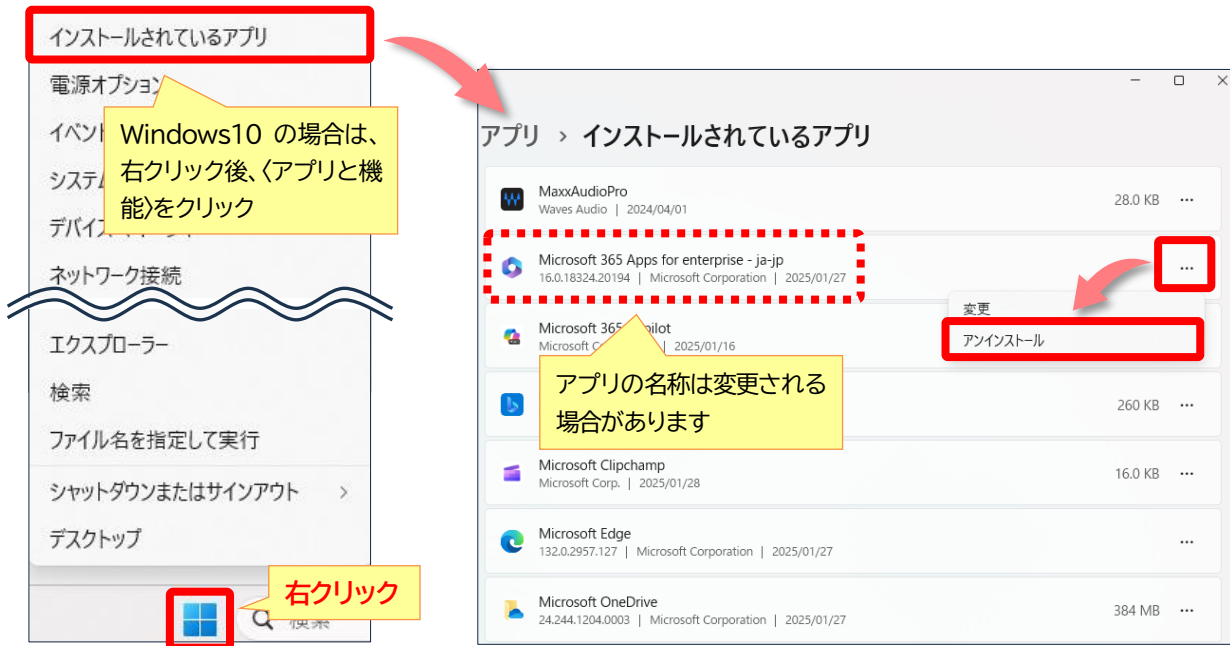 インストールされているアプリ
電源オプション
Windows10 の場合は、
右クリック後、〈アプリと機
能〉をクリック
イベント
システム
ネットワーク接続
エクスプローラー
検索
ファイル名を指定して実行
シャットダウンまたはサインアウト >
デスクトップ
右クリック
検索
アプリ › インストールされているアプリ
MaxxAudioPro
Waves Audio | 2024/04/01
28.0 KB ...
Microsoft 365 Apps for enterprise - ja-jp
16.0.18324.20194 | Microsoft Corporation | 2025/01/27
...
変更
アンインストール
Microsoft 365
pilot
Microsoft
| 2025/01/16
アプリの名称は変更される
場合があります
260 KB ...
Microsoft Clipchamp
Microsoft Corp. | 2025/01/28
16.0 KB ...
Microsoft Edge
132.0.2957.127 | Microsoft Corporation | 2025/01/27
...
Microsoft OneDrive
24.244.1204.0003 | Microsoft Corporation | 2025/01/27
384 MB ...